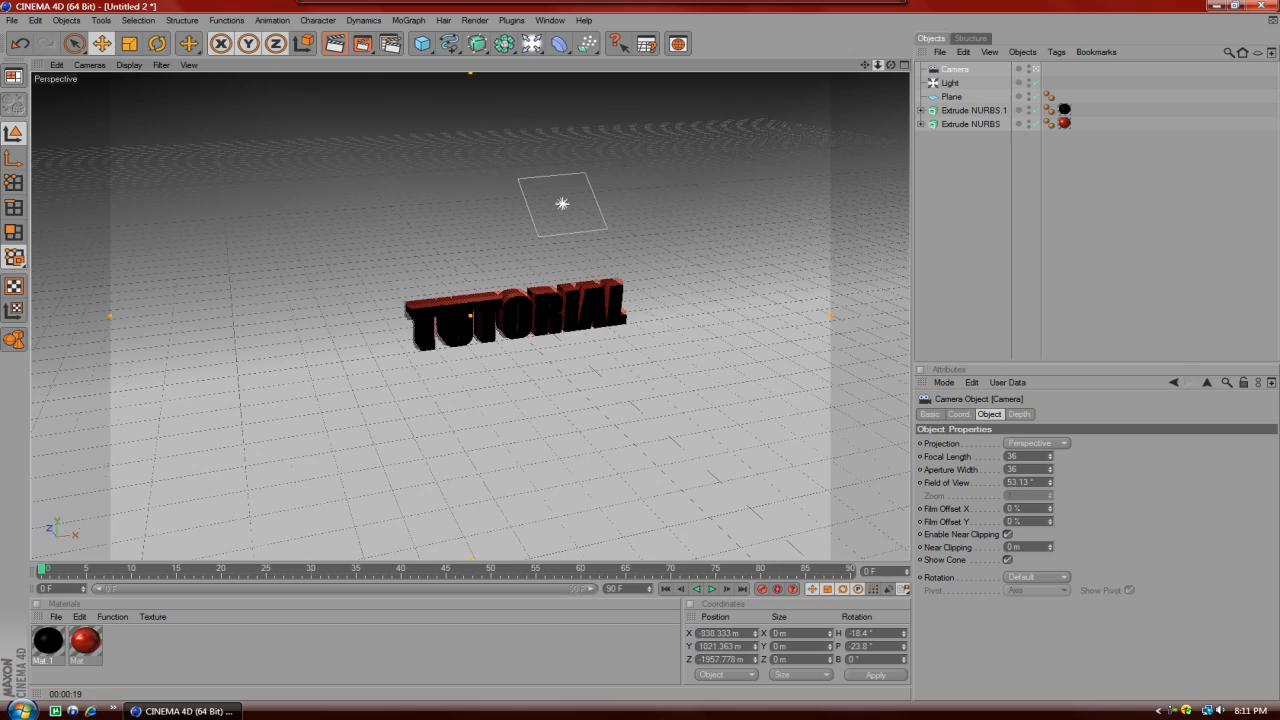 CINEMA 4D (64 Bit) - [Untitled 2 *]
File Edit Objects Tools Selection Structure Functions Animation Character Dynamics MoGraph Hair Render Plugins Window Help
X Y Z
Edit Cameras Display Filter View
Perspective
TUTORIAL
Y
Z X
0 5 10 15 20 25 30 35 40 45 50 55 60 65 70 75 80 85 90 0 F
0 F 0 F 90 F 90 F
Materials
File Edit Function Texture
Mat.1 Mat
Coordinates
Position Size Rotation
X -838.333 m X 0 m H -18.4 °
Y 1021.363 m Y 0 m P -23.8 °
Z -1957.778 m Z 0 m B 0 °
Object Size Apply
Objects Structure
File Edit View Objects Tags Bookmarks
Camera
Light
Plane
Extrude NURBS.1
Extrude NURBS
Attributes
Mode Edit User Data
Camera Object [Camera]
Basic Coord. Object Depth
Object Properties
Projection Perspective
Focal Length 36
Aperture Width 36
Field of View 53.13 °
Zoom 1
Film Offset X 0 %
Film Offset Y 0 %
Enable Near Clipping
Near Clipping 0 m
Show Cone
Rotation Default
Pivot Axis Show Pivot
MAXON
CINEMA 4D
00:00:19
CINEMA 4D (64 Bit) ...
8:11 PM